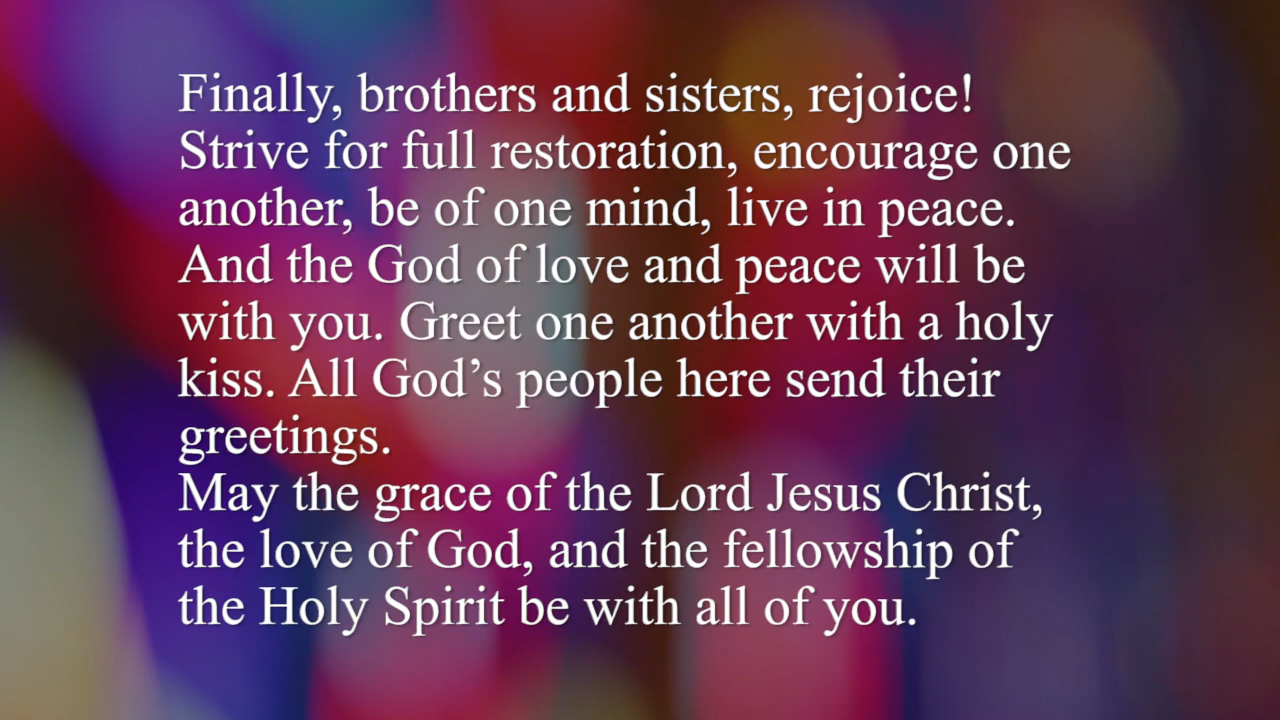 Finally, brothers and sisters, rejoice!
Strive for full restoration, encourage one
another, be of one mind, live in peace.
And the God of love and peace will be
with you. Greet one another with a holy
kiss. All God’s people here send their
greetings.
May the grace of the Lord Jesus Christ,
the love of God, and the fellowship of
the Holy Spirit be with all of you.